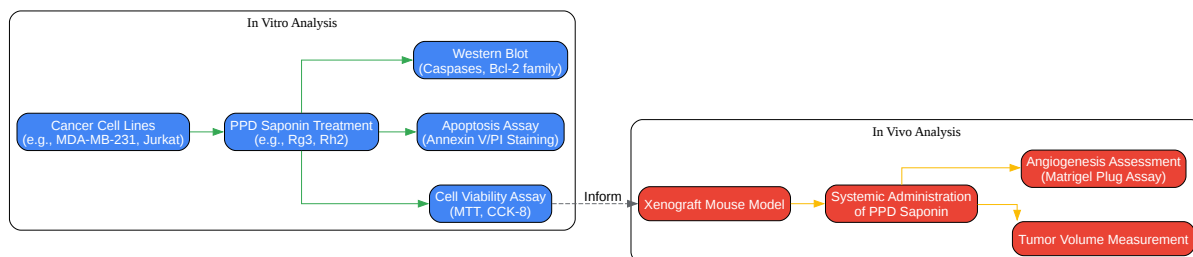 In Vitro Analysis
Western Blot
(Caspases, Bcl-2 family)
Cancer Cell Lines
(e.g., MDA-MB-231, Jurkat)
PPD Saponin Treatment
(e.g., Rg3, Rh2)
Apoptosis Assay
(Annexin V/PI Staining)
Cell Viability Assay
(MTT, CCK-8)
Inform
In Vivo Analysis
Xenograft Mouse Model
Systemic Administration
of PPD Saponin
Angiogenesis Assessment
(Matrigel Plug Assay)
Tumor Volume Measurement